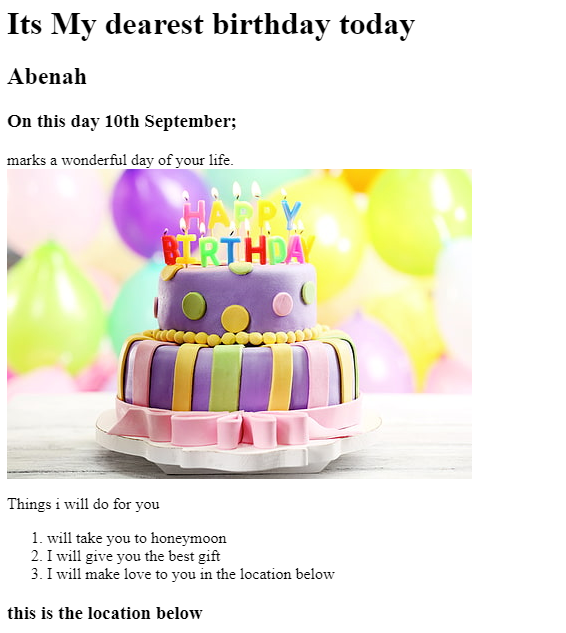 Its My dearest birthday today
Abenah
On this day 10th September;
marks a wonderful day of your life.
HAPPY
BIRTHDAY
Things i will do for you
1. will take you to honeymoon
2. I will give you the best gift
3. I will make love to you in the location below
this is the location below